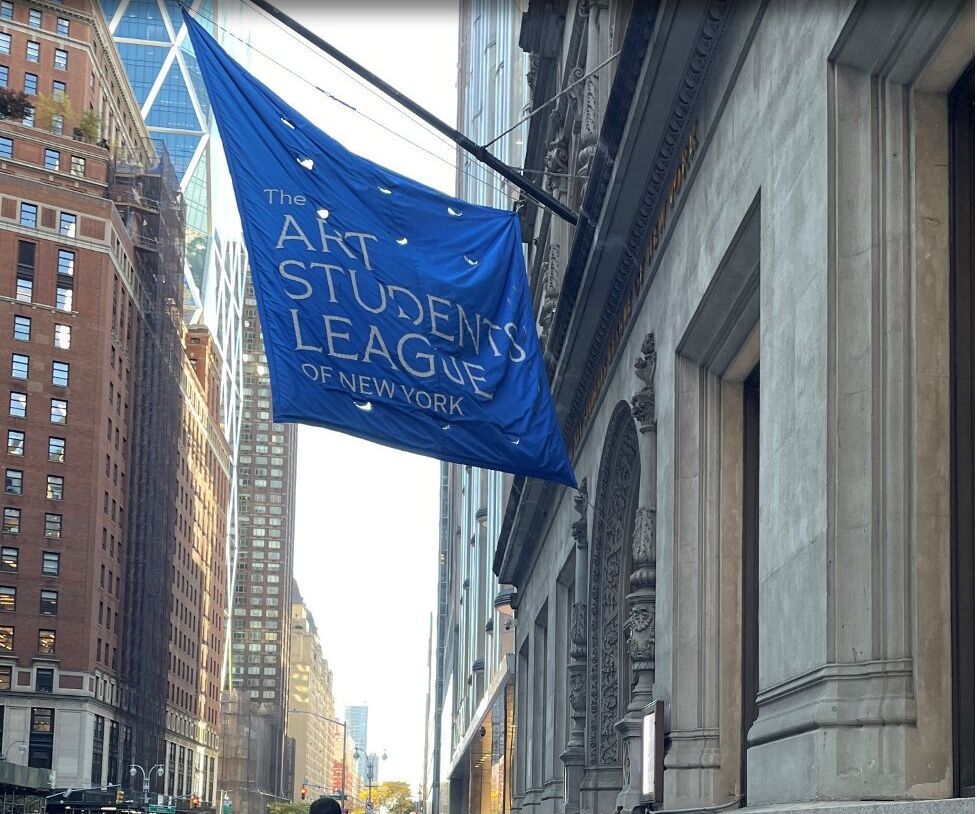 The
ART
STUDENTS
LEAGUE
OF NEW YORK